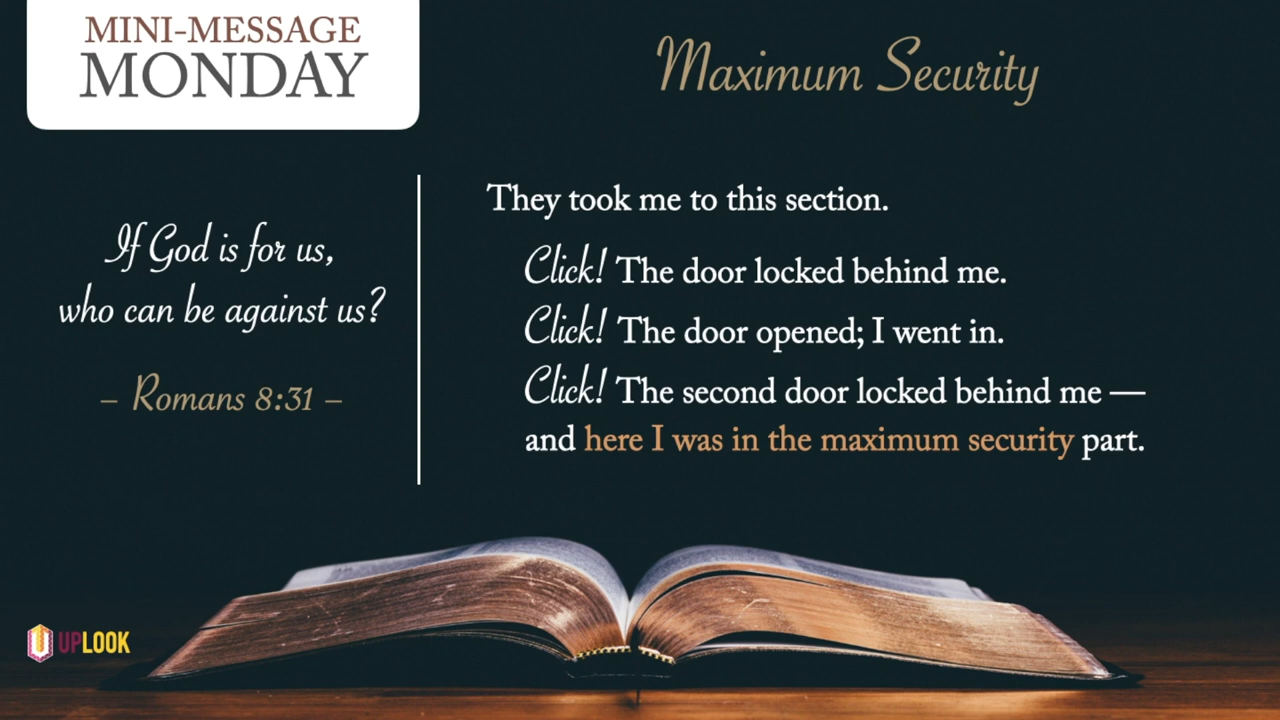 MINI-MESSAGE
MONDAY
Maximum Security
If God is for us,
who can be against us?
– Romans 8:31 –
They took me to this section.
Click! The door locked behind me.
Click! The door opened; I went in.
Click! The second door locked behind me —
and here I was in the maximum security part.
UPLOOK